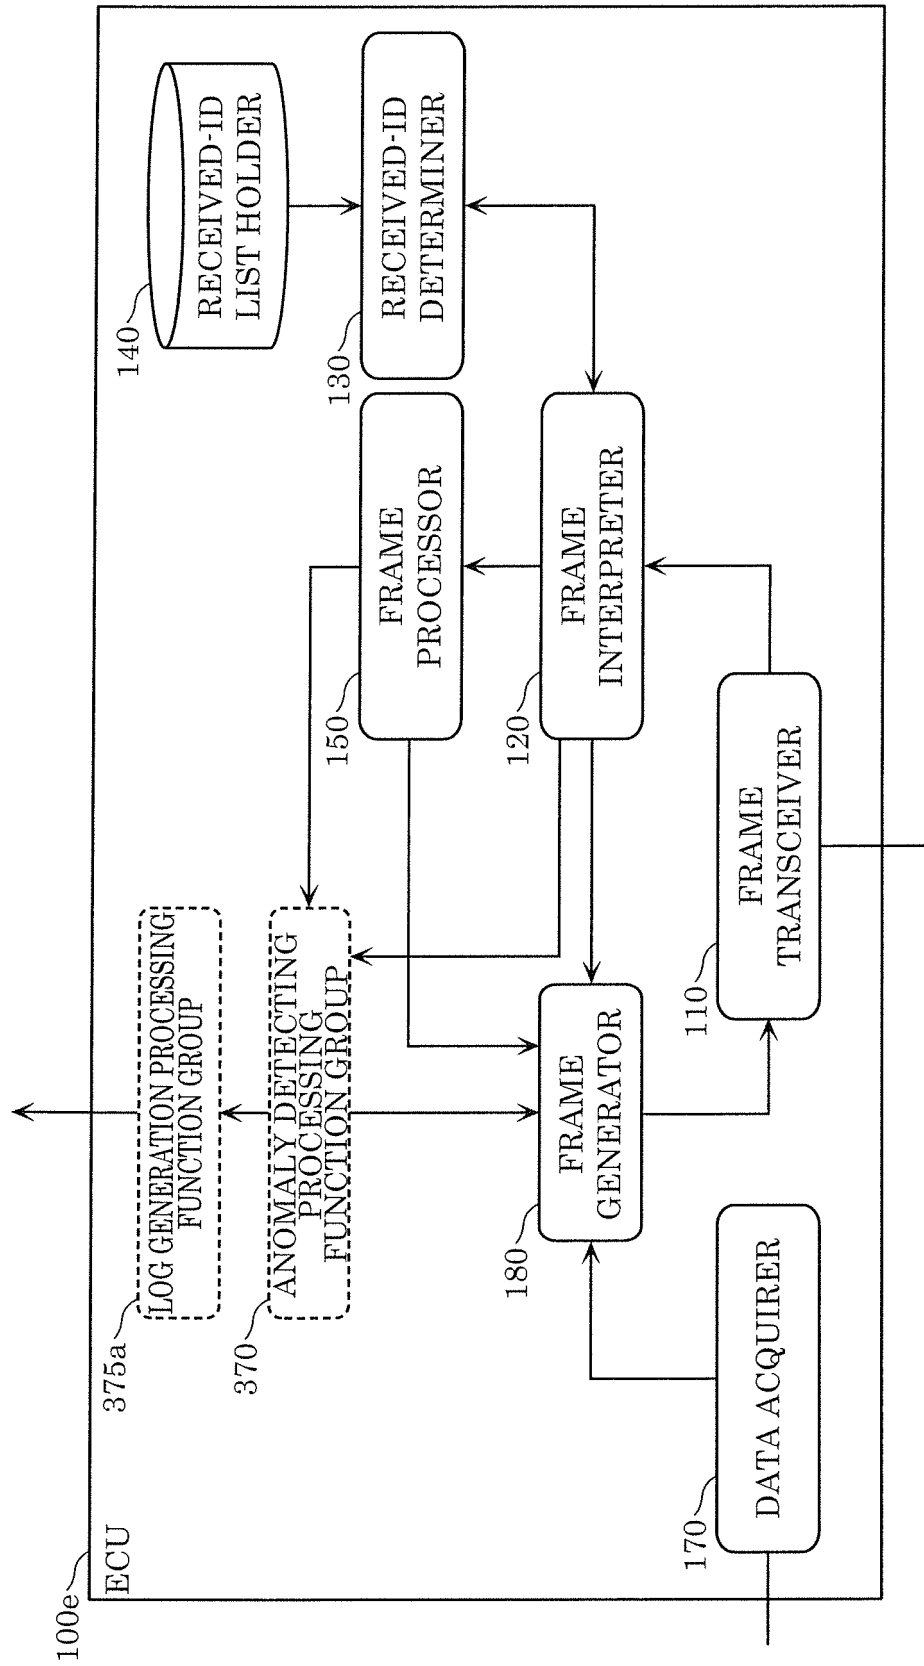 100e
ECU
375a
LOG GENERATION PROCESSING
FUNCTION GROUP
370
ANOMALY DETECTING
PROCESSING
FUNCTION GROUP
140
RECEIVED-ID
LIST HOLDER
130
RECEIVED-ID
DETERMINER
150
FRAME
PROCESSOR
120
FRAME
INTERPRETER
180
FRAME
GENERATOR
110
FRAME
TRANSCEIVER
170
DATA ACQUIRER